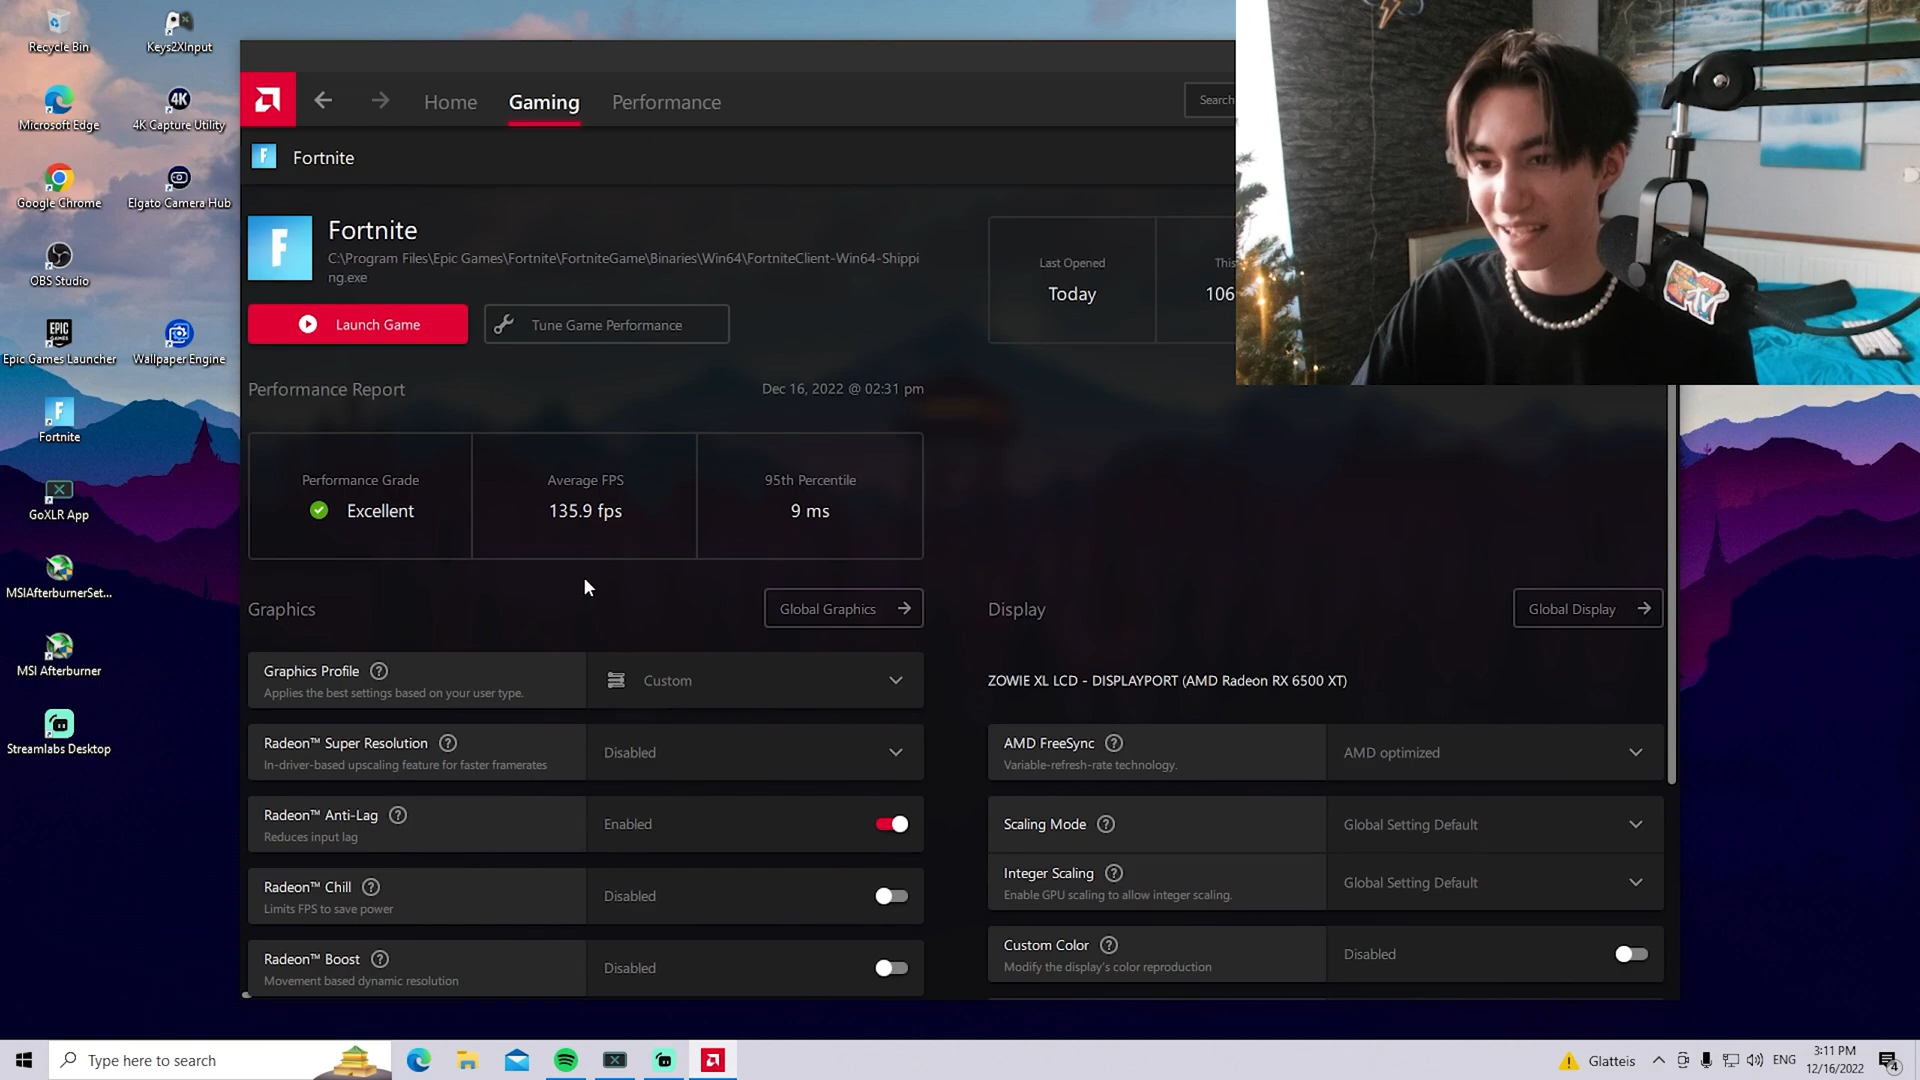 Recycle Bin
Keys2XInput
Microsoft Edge
4K
4K Capture Utility
Google Chrome
Elgato Camera Hub
OBS Studio
EPIC
GAMES
Epic Games Launcher
Wallpaper Engine
Fortnite
GoXLR App
MSIAfterburnerSet...
MSI Afterburner
Streamlabs Desktop
Home
Gaming
Performance
Search
F
Fortnite
F
Fortnite
C:\Program Files\Epic Games\Fortnite\FortniteGame\Binaries\Win64\FortniteClient-Win64-Shippi
ng.exe
Launch Game
Tune Game Performance
Last Opened
Today
This
106
Performance Report
Dec 16, 2022 @ 02:31 pm
Performance Grade
Excellent
Average FPS
135.9 fps
95th Percentile
9 ms
Graphics
Global Graphics
Graphics Profile
Applies the best settings based on your user type.
Custom
Radeon™ Super Resolution
In-driver-based upscaling feature for faster framerates
Disabled
Radeon™ Anti-Lag
Reduces input lag
Enabled
Radeon™ Chill
Limits FPS to save power
Disabled
Radeon™ Boost
Movement based dynamic resolution
Disabled
Display
Global Display
ZOWIE XL LCD - DISPLAYPORT (AMD Radeon RX 6500 XT)
AMD FreeSync
Variable-refresh-rate technology.
AMD optimized
Scaling Mode
Global Setting Default
Integer Scaling
Enable GPU scaling to allow integer scaling.
Global Setting Default
Custom Color
Modify the display's color reproduction
Disabled
Type here to search
Glatteis
ENG
3:11 PM
12/16/2022
4